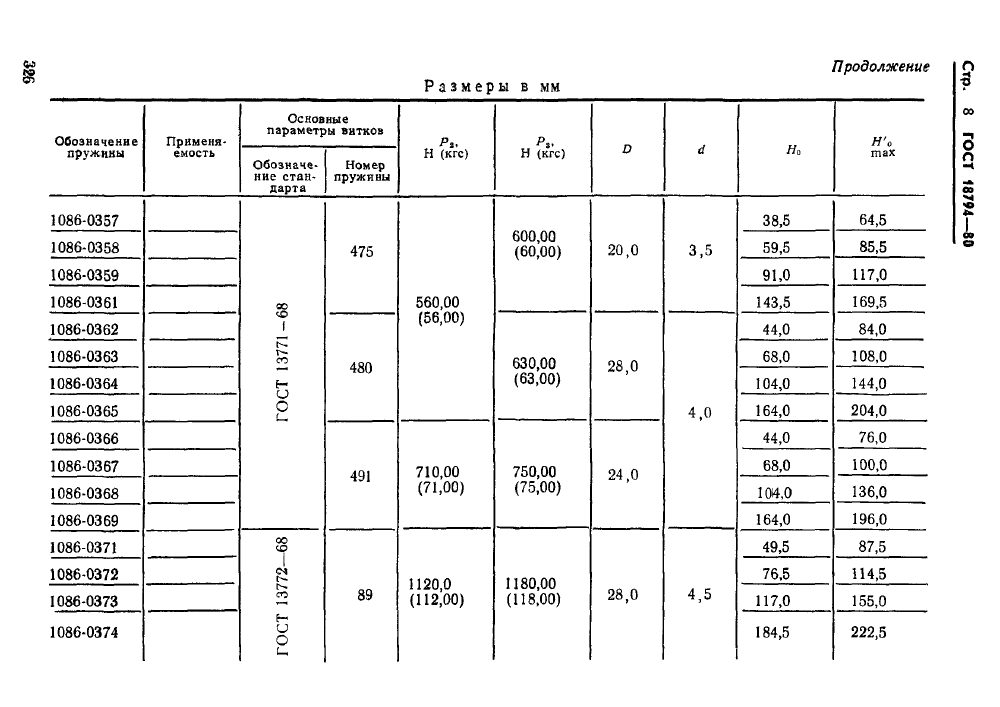 326
Стр. 8 ГОСТ 18794—80
Продолжение
Размеры в мм
Обозначение пружины | Применяемость | Основные параметры витков | P₂, Н (кгс) | P₃, Н (кгс) | D | d | H₀ | H′₀ max
Обозначение стандарта | Номер пружины
1086-0357 | ГОСТ 13771—68 | 475 | 560,00 (56,00) | 600,00 (60,00) | 20,0 | 3,5 | 38,5 | 64,5
1086-0358 | 59,5 | 85,5
1086-0359 | 91,0 | 117,0
1086-0361 | 143,5 | 169,5
1086-0362 | 480 | 630,00 (63,00) | 28,0 | 4,0 | 44,0 | 84,0
1086-0363 | 68,0 | 108,0
1086-0364 | 104,0 | 144,0
1086-0365 | 164,0 | 204,0
1086-0366 | 491 | 710,00 (71,00) | 750,00 (75,00) | 24,0 | 44,0 | 76,0
1086-0367 | 68,0 | 100,0
1086-0368 | 104,0 | 136,0
1086-0369 | 164,0 | 196,0
1086-0371 | ГОСТ 13772—68 | 89 | 1120,0 (112,00) | 1180,00 (118,00) | 28,0 | 4,5 | 49,5 | 87,5
1086-0372 | 76,5 | 114,5
1086-0373 | 117,0 | 155,0
1086-0374 | 184,5 | 222,5